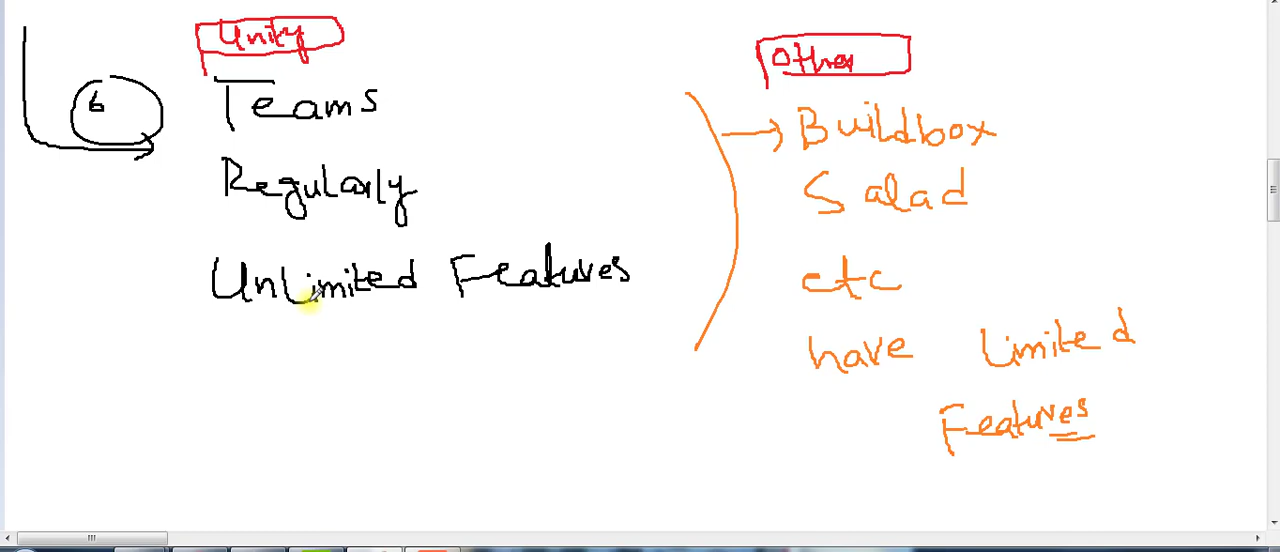 Unity
6 Teams
Regularly
UnLimited Features
Other
Buildbox
Salad
etc
have Limited
Features